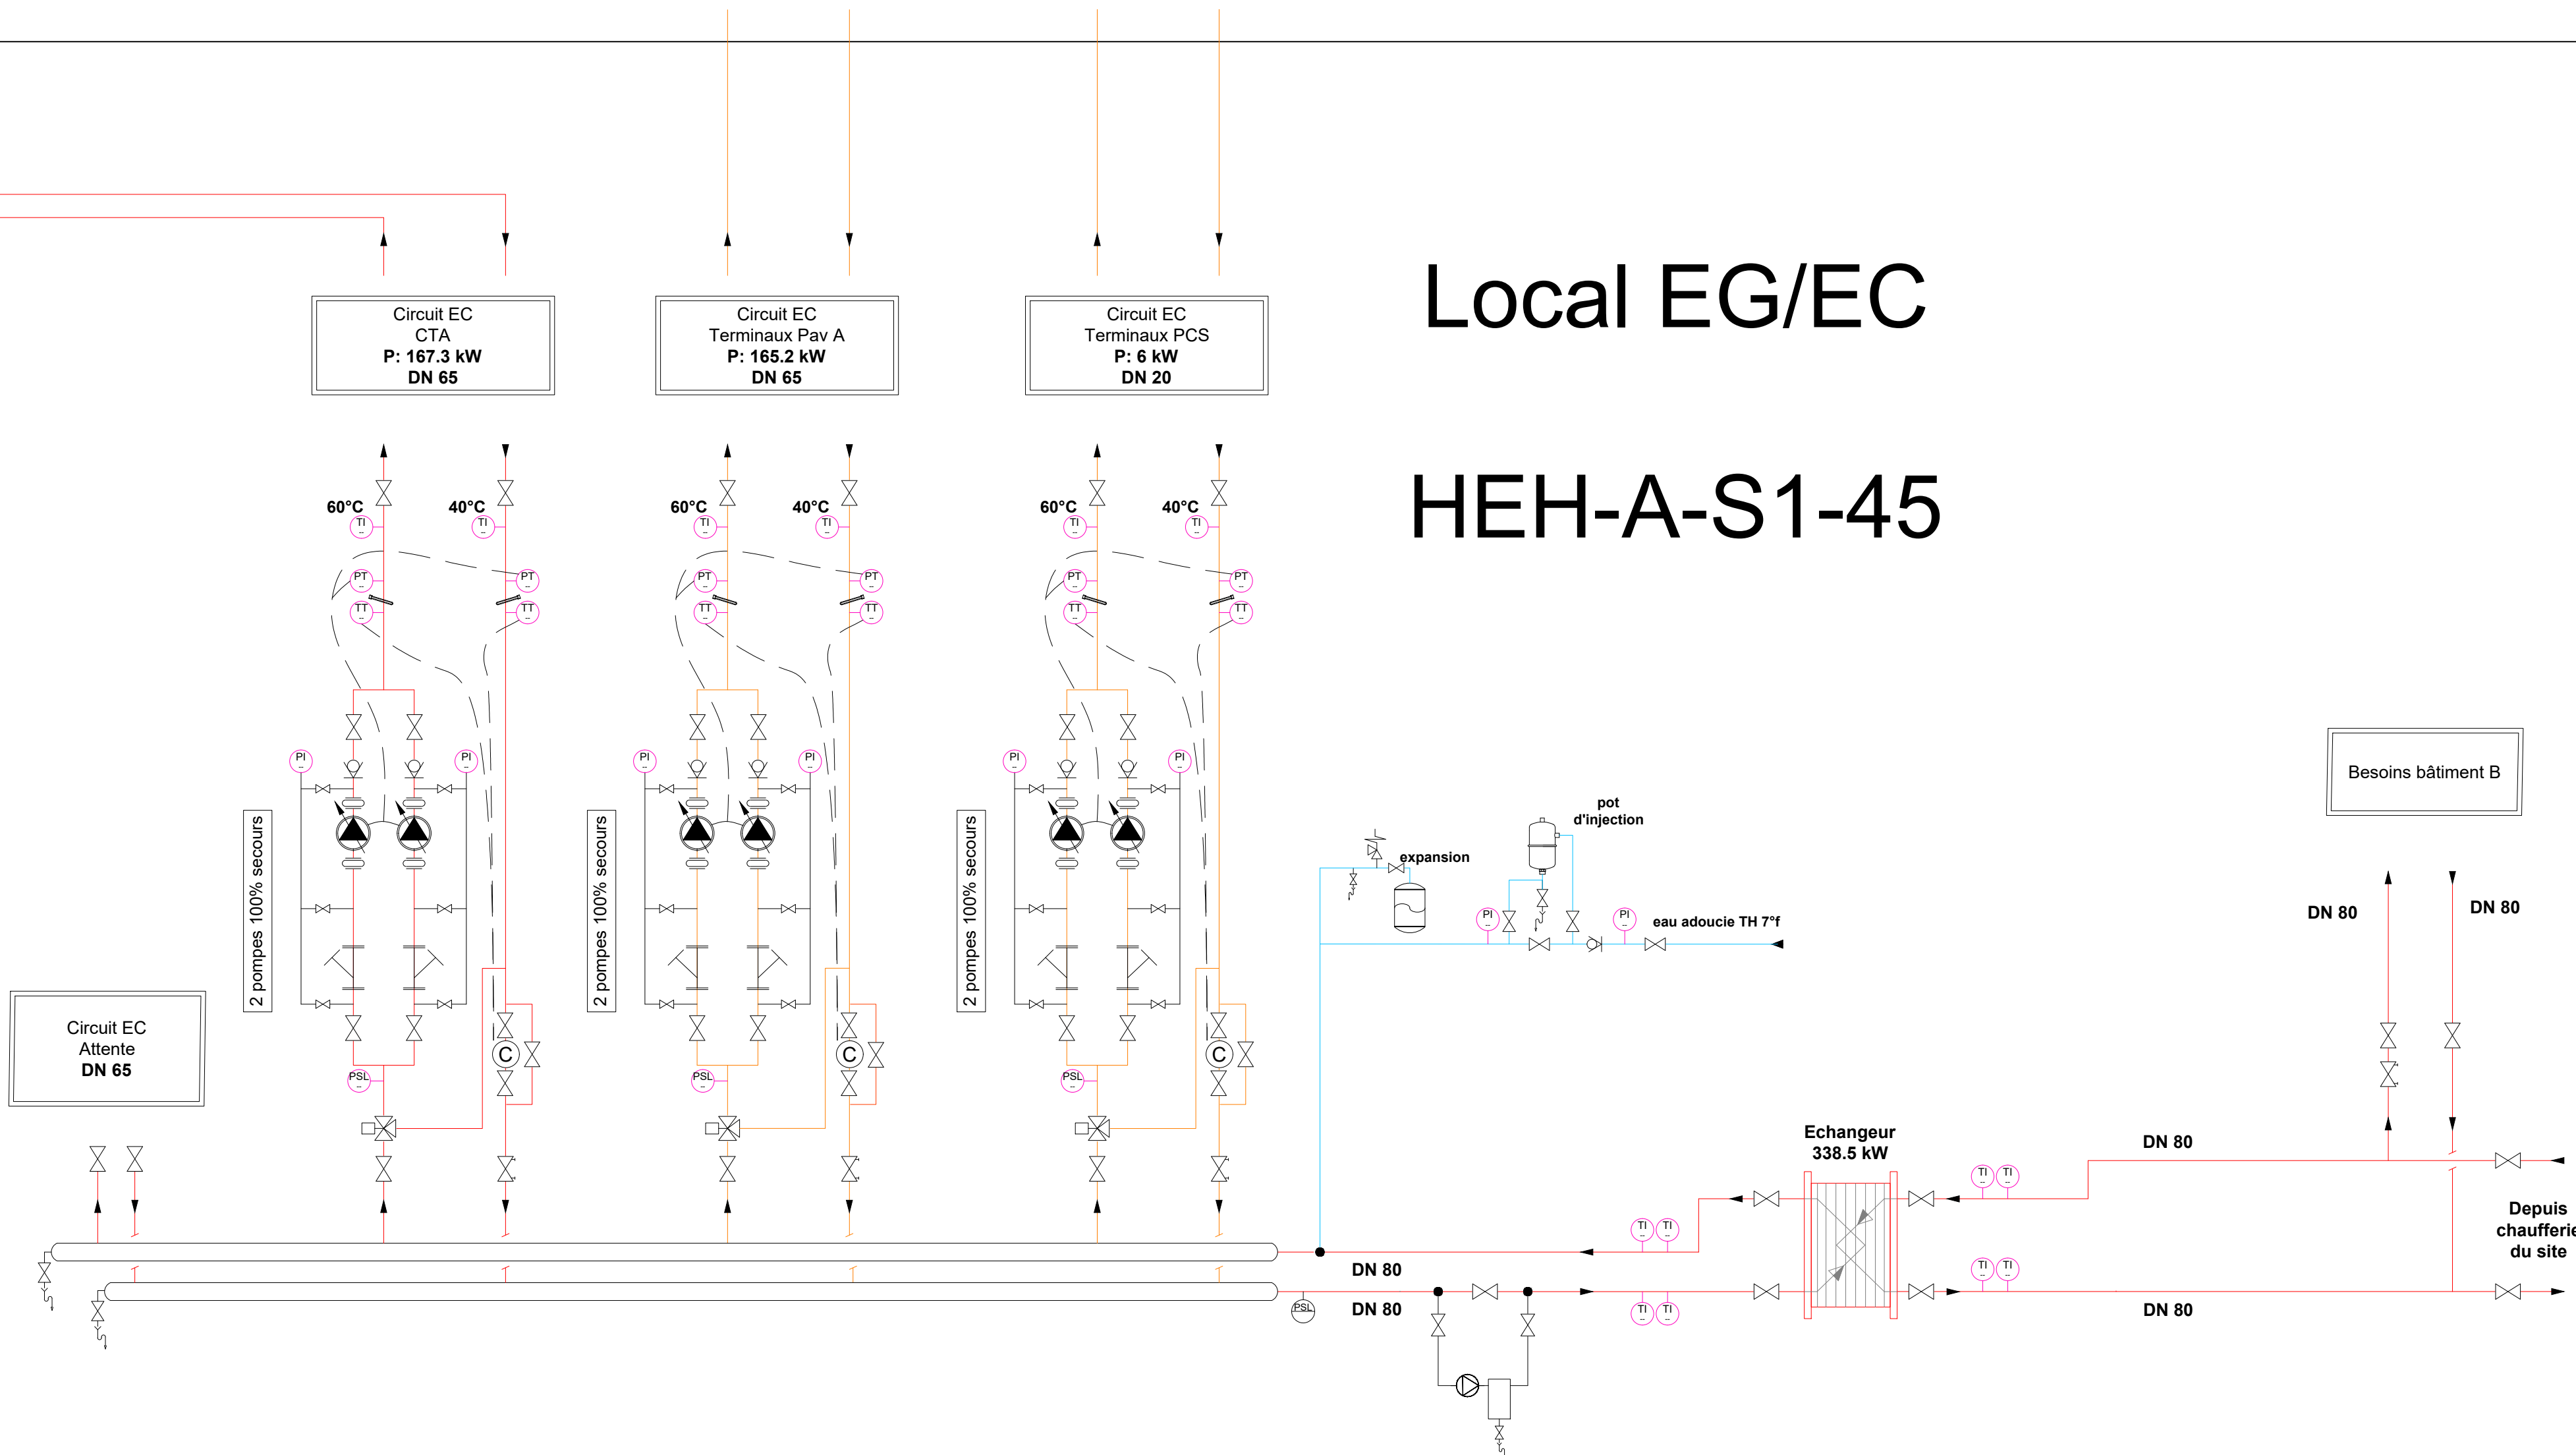 Circuit EC
CTA
P: 167.3 kW
DN 65
Circuit EC
Terminaux Pav A
P: 165.2 kW
DN 65
Circuit EC
Terminaux PCS
P: 6 kW
DN 20
Local EG/EC
HEH-A-S1-45
60°C
40°C
60°C
40°C
60°C
40°C
TI
--
TI
--
TI
--
TI
--
TI
--
TI
--
PT
--
PT
--
PT
--
PT
--
PT
--
PT
--
TT
--
TT
--
TT
--
TT
--
TT
--
TT
--
PI
--
PI
--
PI
--
PI
--
PI
--
PI
--
2 pompes 100% secours
2 pompes 100% secours
2 pompes 100% secours
Besoins bâtiment B
pot
d'injection
expansion
PI
--
PI
--
eau adoucie TH 7°f
DN 80
DN 80
Circuit EC
Attente
DN 65
C
C
C
PSL
--
PSL
--
PSL
--
Echangeur
338.5 kW
DN 80
TI
--
TI
--
TI
--
TI
--
Depuis
chaufferie
du site
DN 80
TI
--
TI
--
PSL
DN 80
TI
--
TI
--
DN 80